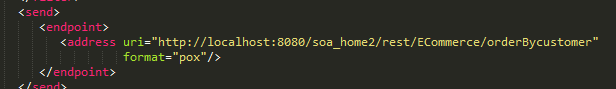 <send>
<endpoint>
<address uri="http://localhost:8080/soa_home2/rest/ECommerce/orderBycustomer"
format="pox"/>
</endpoint>
</send>